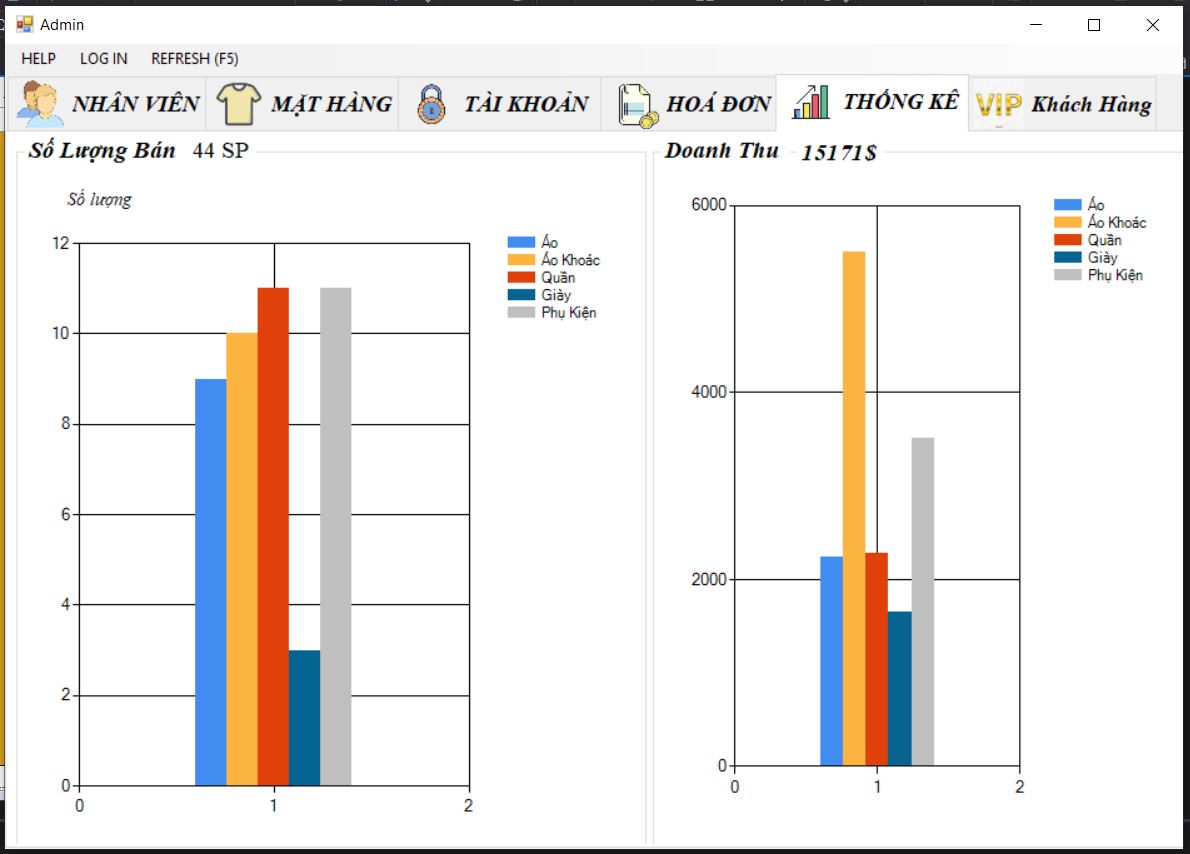 Admin
HELP LOG IN REFRESH (F5)
NHÂN VIÊN MẶT HÀNG TÀI KHOẢN HOÁ ĐƠN THỐNG KÊ VIP Khách Hàng
Số Lượng Bán 44 SP
Số lượng
12
10
8
6
4
2
0
0 1 2
Áo
Áo Khoác
Quần
Giày
Phụ Kiện
Doanh Thu 15171$
6000
4000
2000
0
0 1 2
Áo
Áo Khoác
Quần
Giày
Phụ Kiện